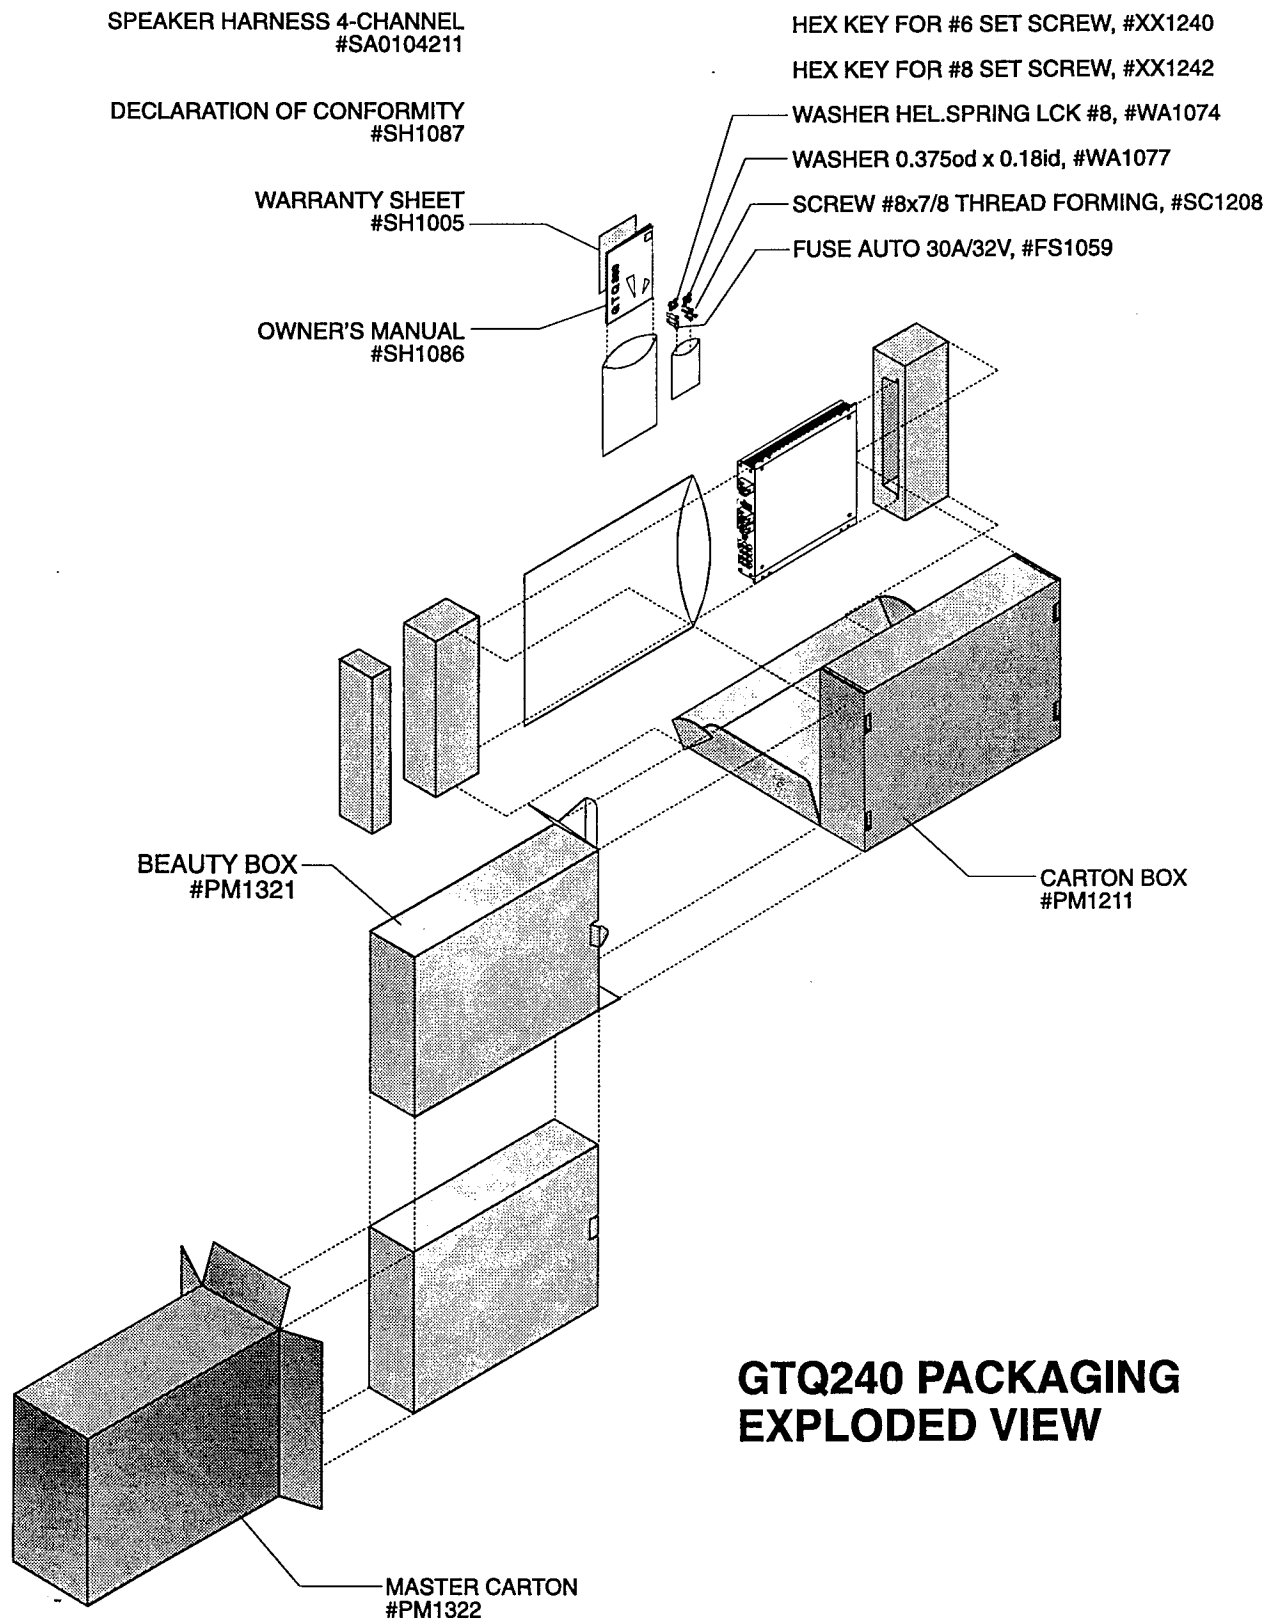 SPEAKER HARNESS 4-CHANNEL
#SA0104211
DECLARATION OF CONFORMITY
#SH1087
WARRANTY SHEET
#SH1005
OWNER'S MANUAL
#SH1086
HEX KEY FOR #6 SET SCREW, #XX1240
HEX KEY FOR #8 SET SCREW, #XX1242
WASHER HEL.SPRING LCK #8, #WA1074
WASHER 0.375od x 0.18id, #WA1077
SCREW #8x7/8 THREAD FORMING, #SC1208
FUSE AUTO 30A/32V, #FS1059
BEAUTY BOX
#PM1321
CARTON BOX
#PM1211
GTQ240 PACKAGING
EXPLODED VIEW
MASTER CARTON
#PM1322